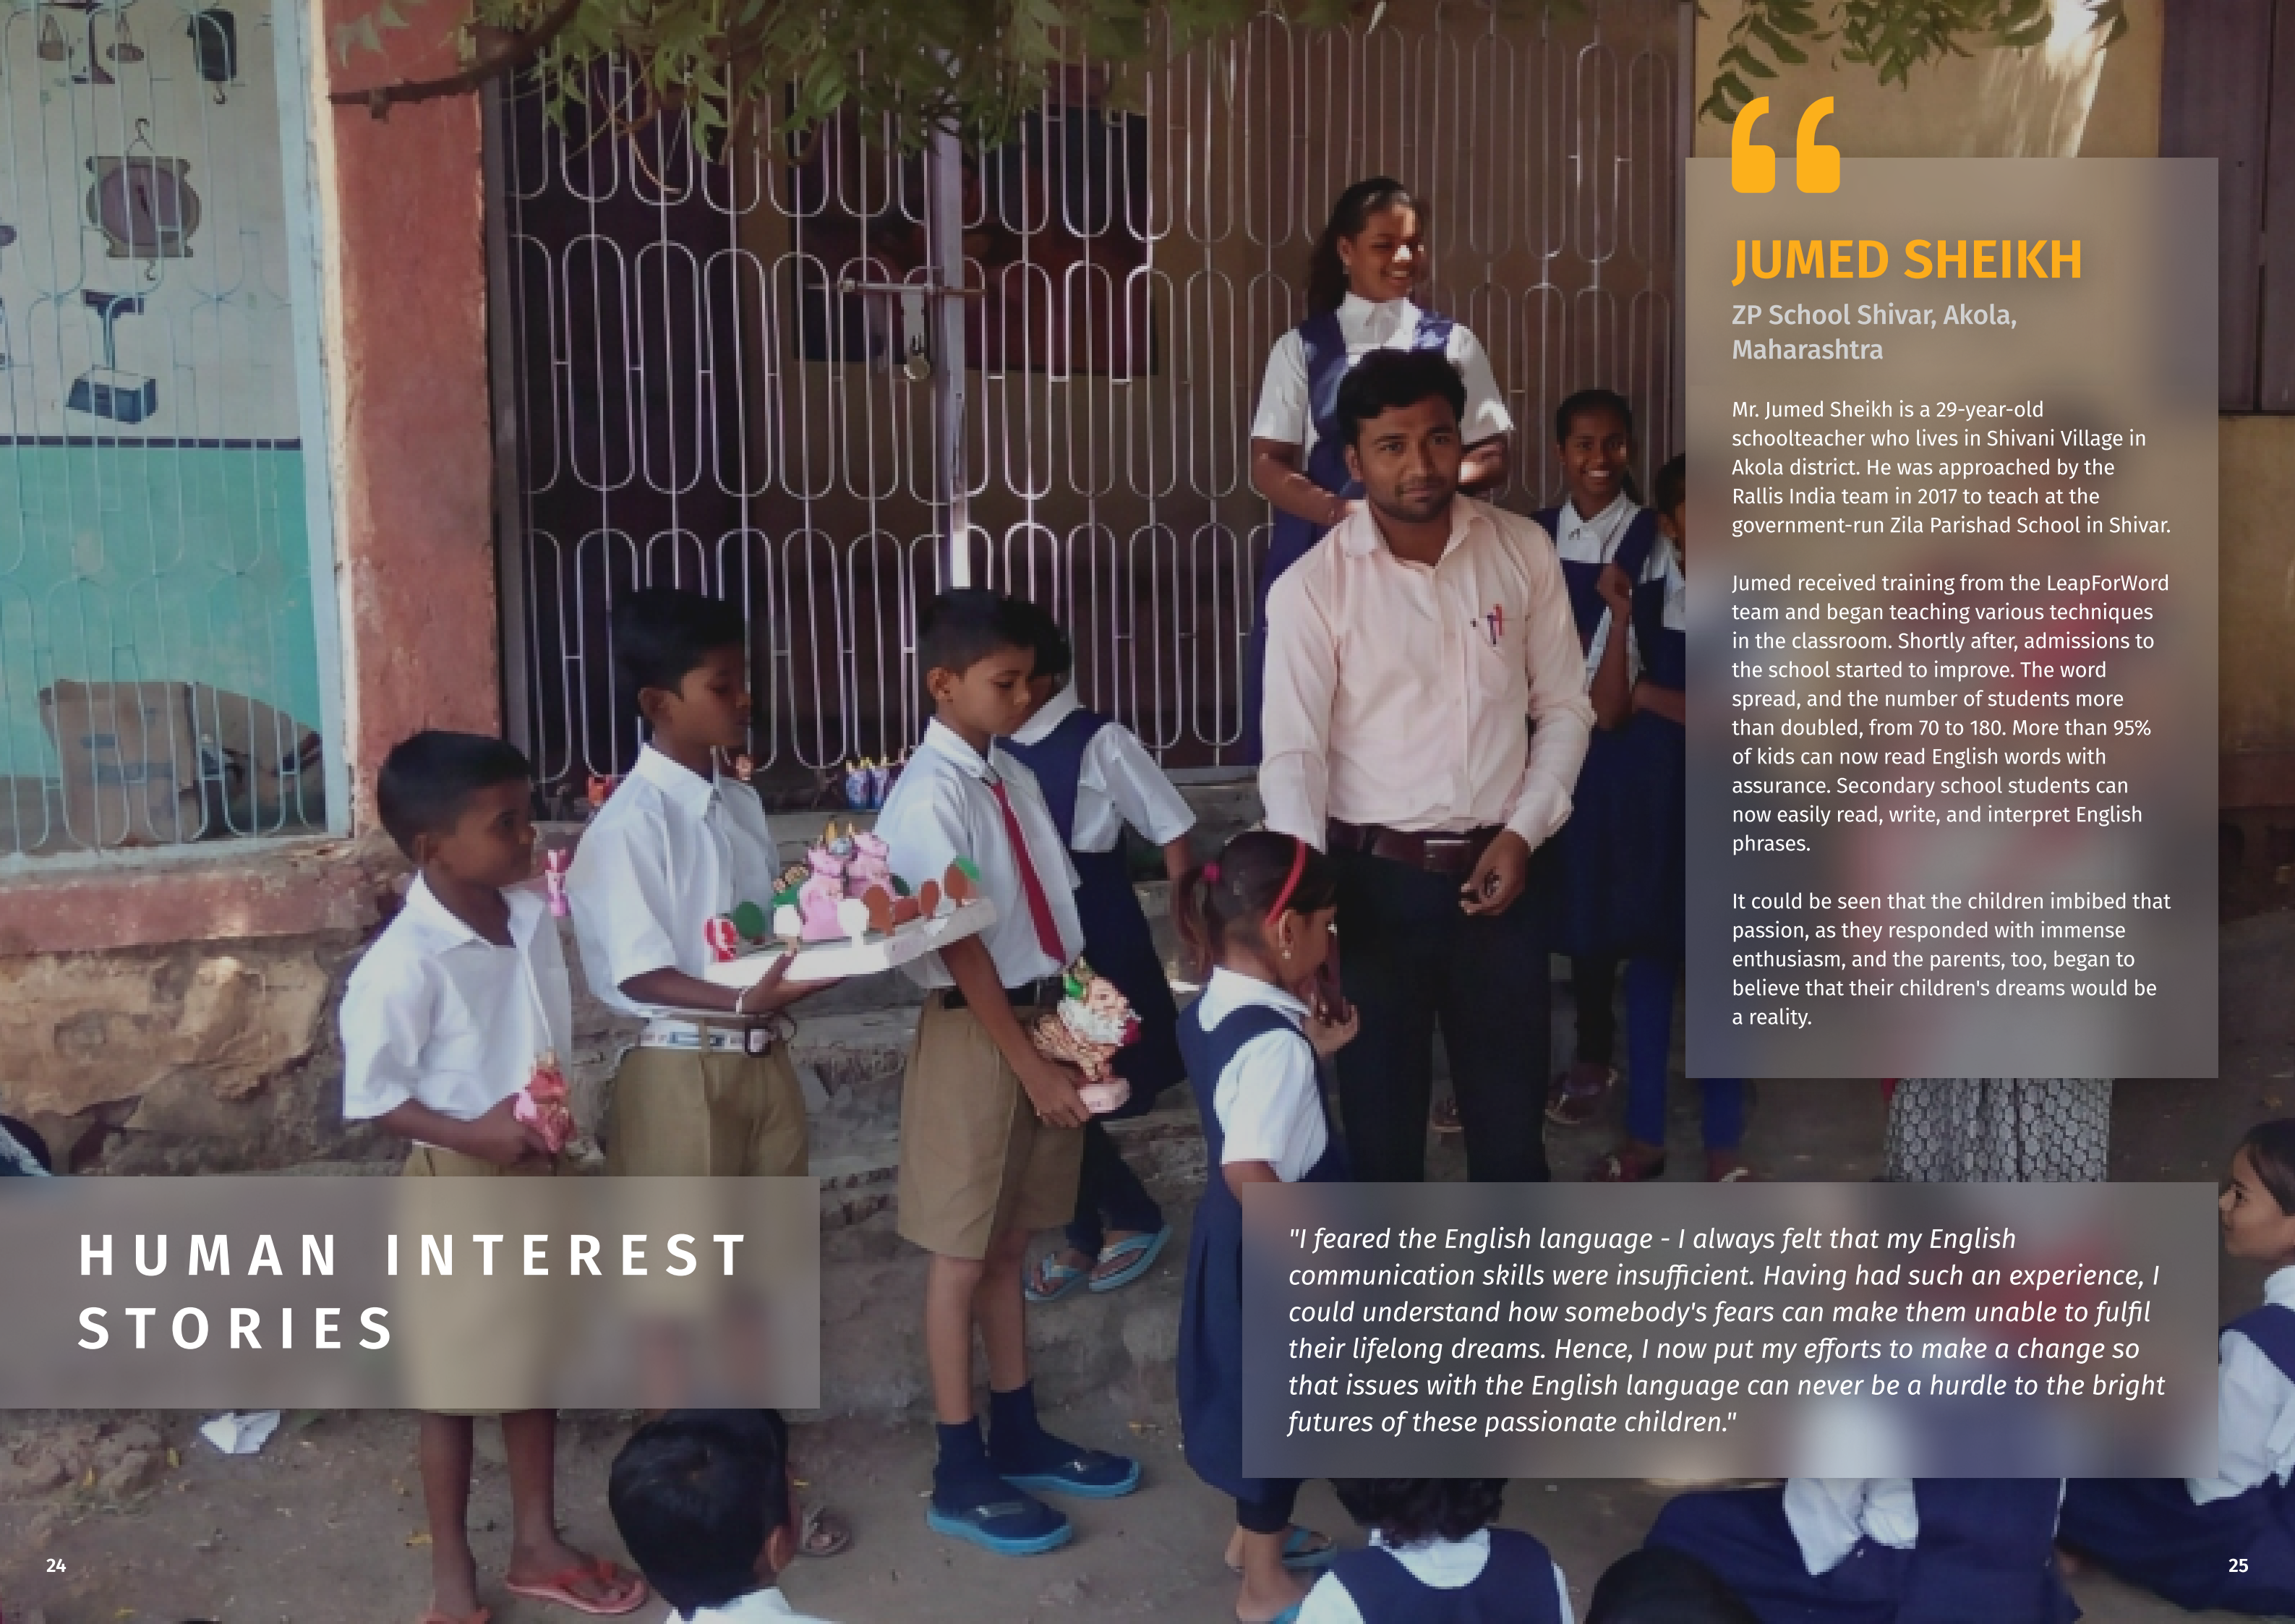 JUMED SHEIKH
ZP School Shivar, Akola,
Maharashtra
Mr. Jumed Sheikh is a 29-year-old
schoolteacher who lives in Shivani Village in
Akola district. He was approached by the
Rallis India team in 2017 to teach at the
government-run Zila Parishad School in Shivar.
Jumed received training from the LeapForWord
team and began teaching various techniques
in the classroom. Shortly after, admissions to
the school started to improve. The word
spread, and the number of students more
than doubled, from 70 to 180. More than 95%
of kids can now read English words with
assurance. Secondary school students can
now easily read, write, and interpret English
phrases.
It could be seen that the children imbibed that
passion, as they responded with immense
enthusiasm, and the parents, too, began to
believe that their children's dreams would be
a reality.
HUMAN INTEREST
STORIES
"I feared the English language - I always felt that my English
communication skills were insufficient. Having had such an experience, I
could understand how somebody's fears can make them unable to fulfil
their lifelong dreams. Hence, I now put my efforts to make a change so
that issues with the English language can never be a hurdle to the bright
futures of these passionate children."
24
25